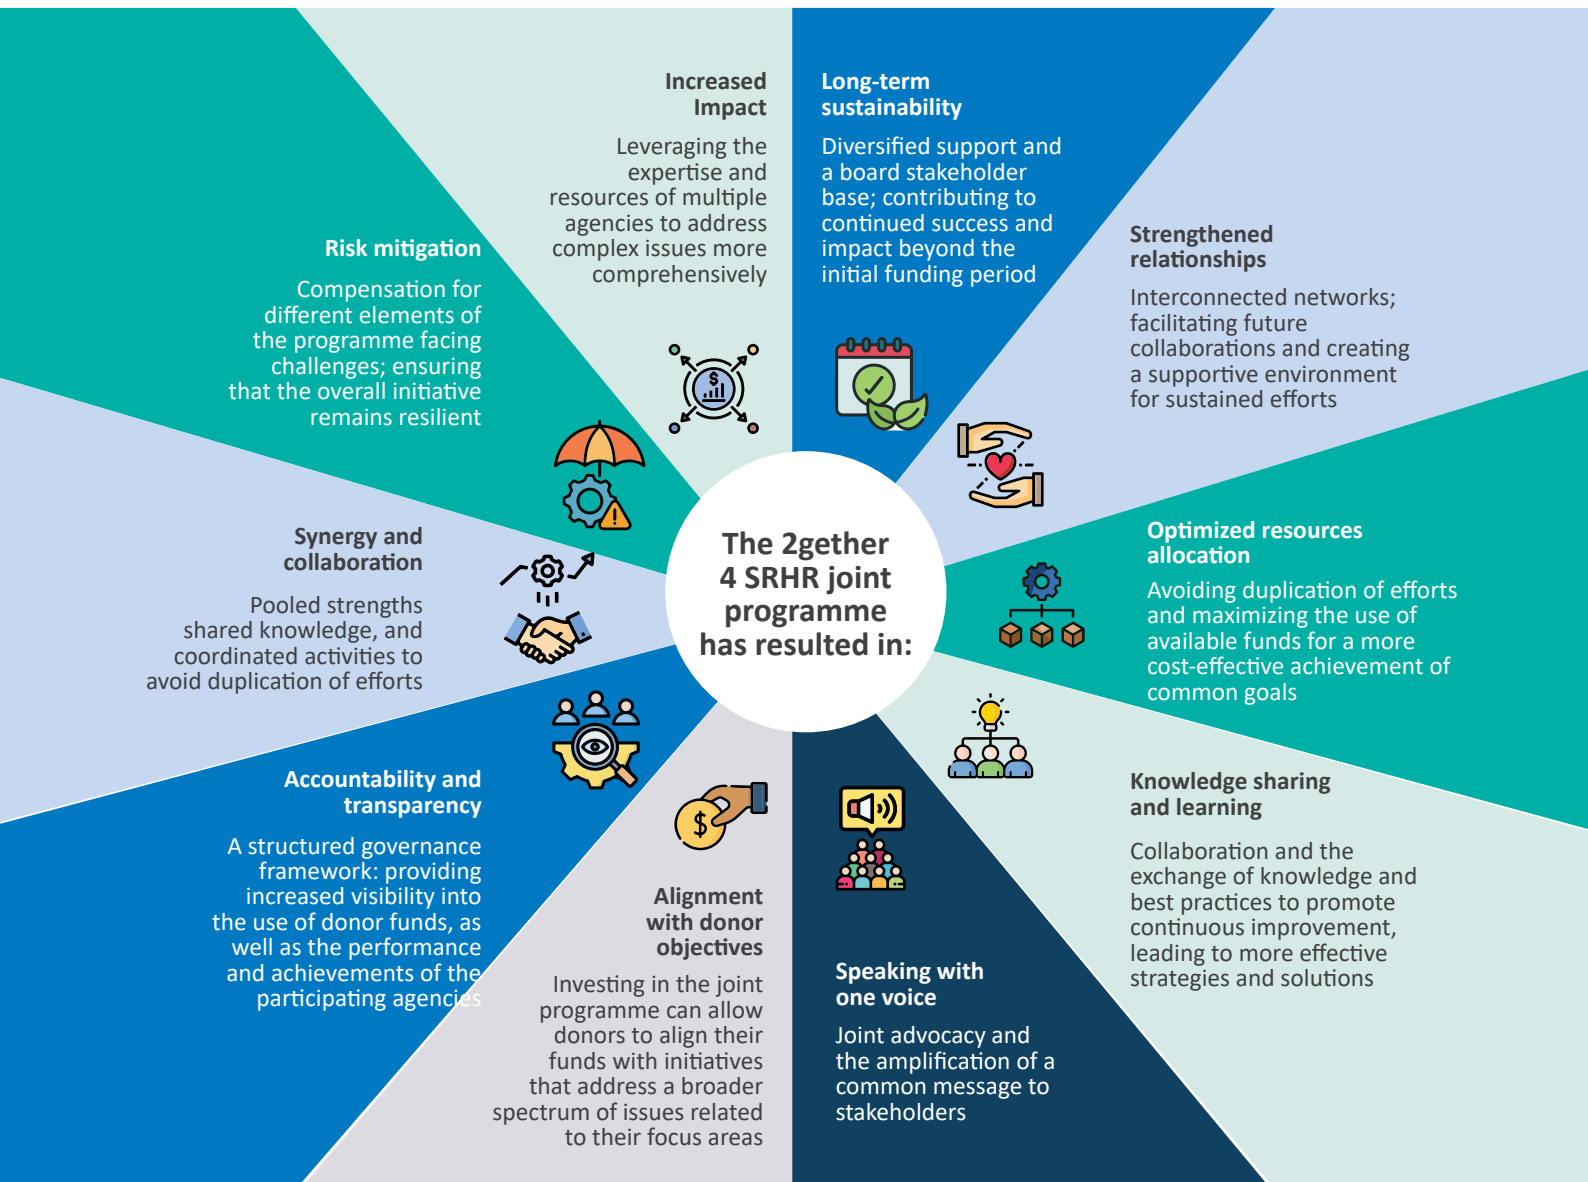 The 2gether
4 SRHR joint
programme
has resulted in:
Increased
Impact
Leveraging the
expertise and
resources of multiple
agencies to address
complex issues more
comprehensively
Long-term
sustainability
Diversified support and
a board stakeholder
base; contributing to
continued success and
impact beyond the
initial funding period
Strengthened
relationships
Interconnected networks;
facilitating future
collaborations and creating
a supportive environment
for sustained efforts
Optimized resources
allocation
Avoiding duplication of efforts
and maximizing the use of
available funds for a more
cost-effective achievement of
common goals
Knowledge sharing
and learning
Collaboration and the
exchange of knowledge and
best practices to promote
continuous improvement,
leading to more effective
strategies and solutions
Speaking with
one voice
Joint advocacy and
the amplification of a
common message to
stakeholders
$
Alignment
with donor
objectives
Investing in the joint
programme can allow
donors to align their
funds with initiatives
that address a broader
spectrum of issues related
to their focus areas
Accountability and
transparency
A structured governance
framework: providing
increased visibility into
the use of donor funds, as
well as the performance
and achievements of the
participating agencies
Synergy and
collaboration
Pooled strengths
shared knowledge, and
coordinated activities to
avoid duplication of efforts
Risk mitigation
Compensation for
different elements of
the programme facing
challenges; ensuring
that the overall initiative
remains resilient
!
$